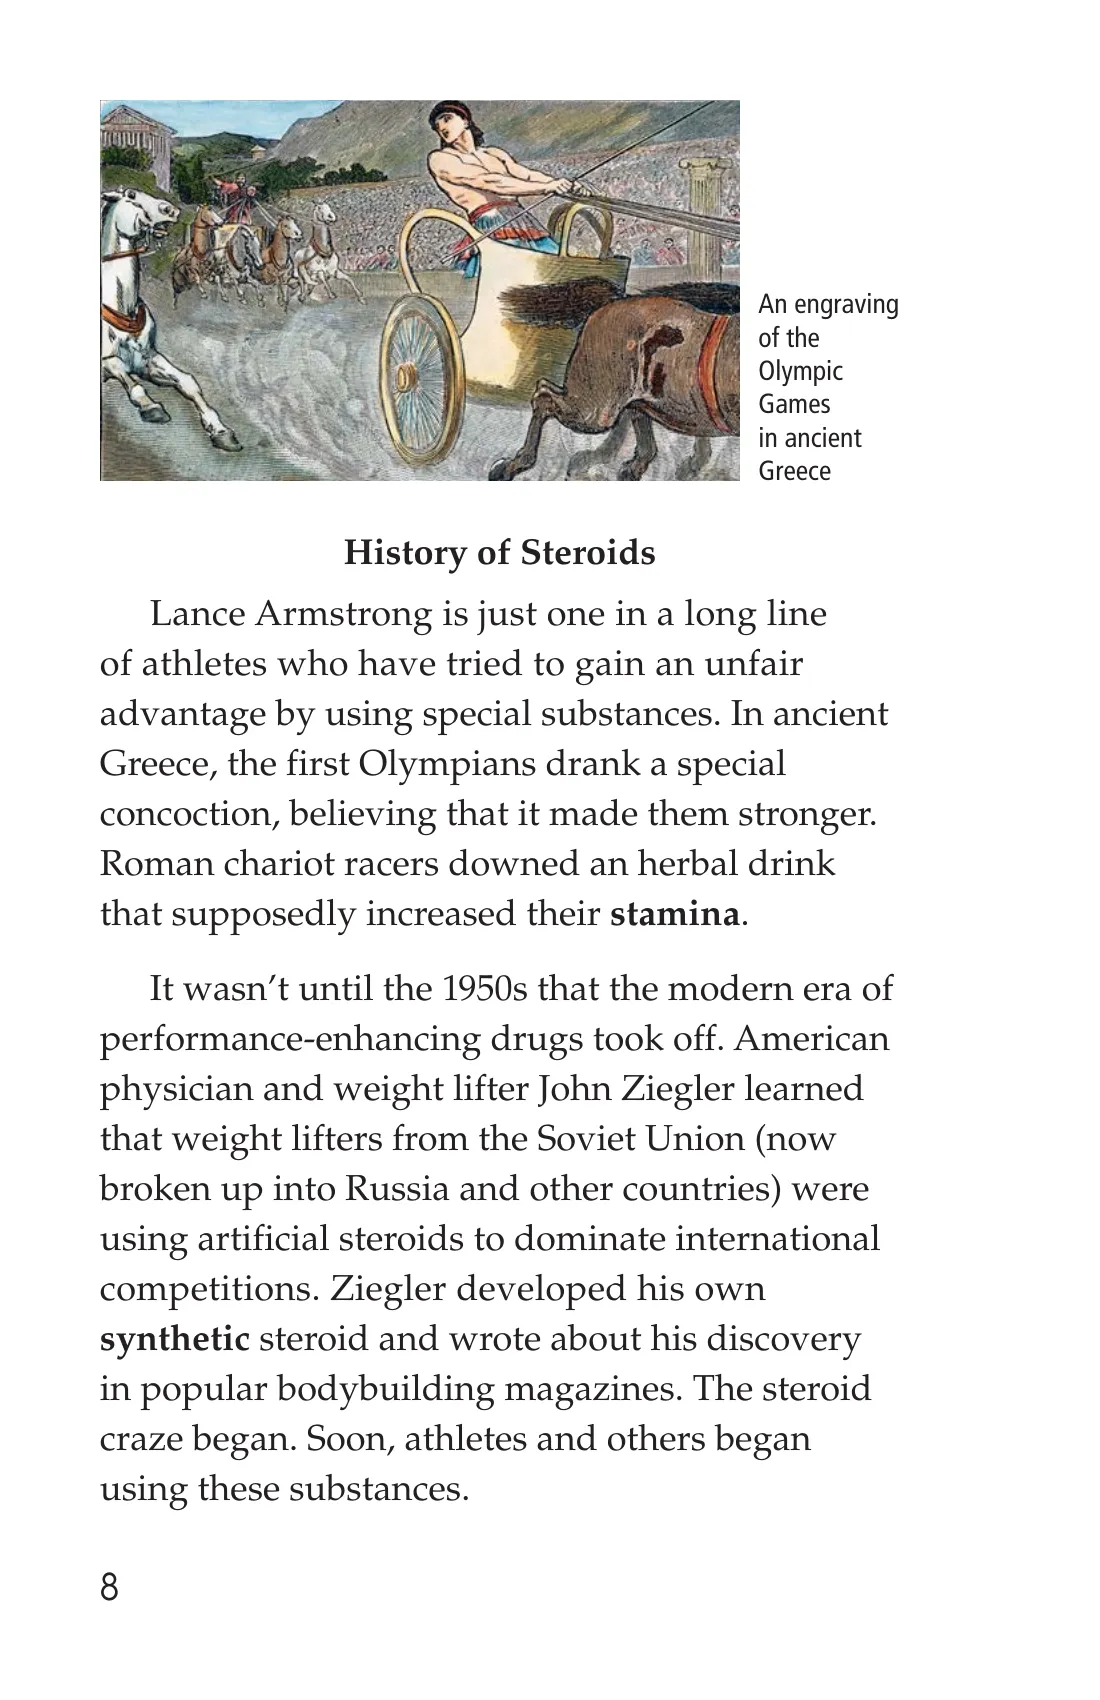 An engraving
of the
Olympic
Games
in ancient
Greece
History of Steroids
Lance Armstrong is just one in a long line
of athletes who have tried to gain an unfair
advantage by using special substances. In ancient
Greece, the first Olympians drank a special
concoction, believing that it made them stronger.
Roman chariot racers downed an herbal drink
that supposedly increased their stamina.
It wasn’t until the 1950s that the modern era of
performance-enhancing drugs took off. American
physician and weight lifter John Ziegler learned
that weight lifters from the Soviet Union (now
broken up into Russia and other countries) were
using artificial steroids to dominate international
competitions. Ziegler developed his own
synthetic steroid and wrote about his discovery
in popular bodybuilding magazines. The steroid
craze began. Soon, athletes and others began
using these substances.
8